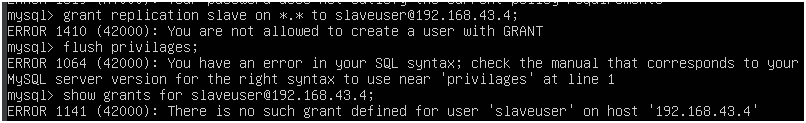 mysql> grant replication slave on *.* to slaveuser@192.168.43.4;
ERROR 1410 (42000): You are not allowed to create a user with GRANT
mysql> flush privilages;
ERROR 1064 (42000): You have an error in your SQL syntax; check the manual that corresponds to your
MySQL server version for the right syntax to use near 'privilages' at line 1
mysql> show grants for slaveuser@192.168.43.4;
ERROR 1141 (42000): There is no such grant defined for user 'slaveuser' on host '192.168.43.4'